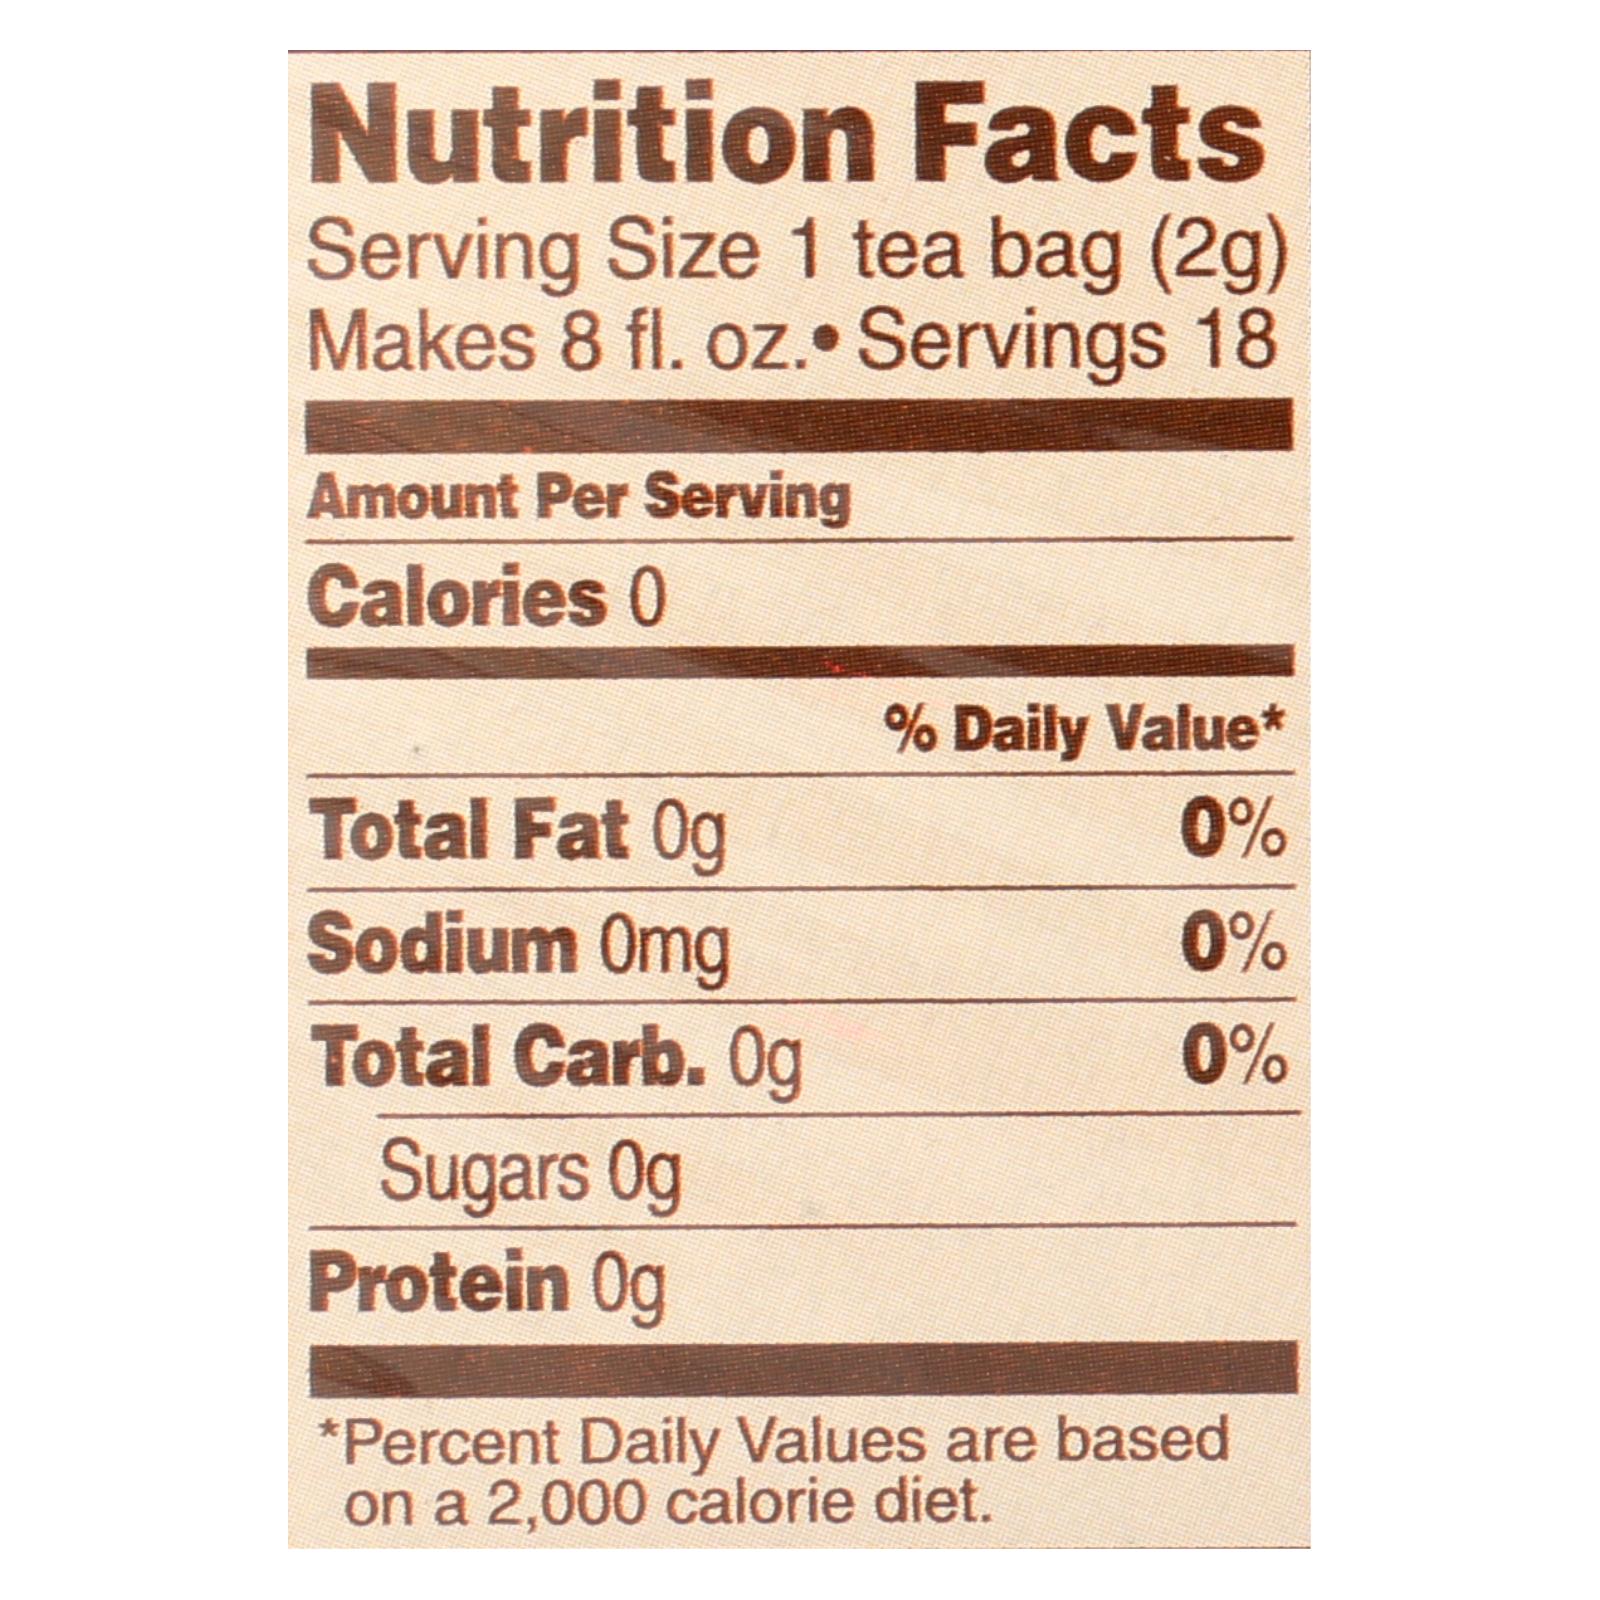 Nutrition Facts
Serving Size 1 tea bag (2g)
Makes 8 fl. oz.• Servings 18
Amount Per Serving
Calories 0
% Daily Value*
Total Fat 0g 0%
Sodium 0mg 0%
Total Carb. 0g 0%
Sugars 0g
Protein 0g
*Percent Daily Values are based
on a 2,000 calorie diet.